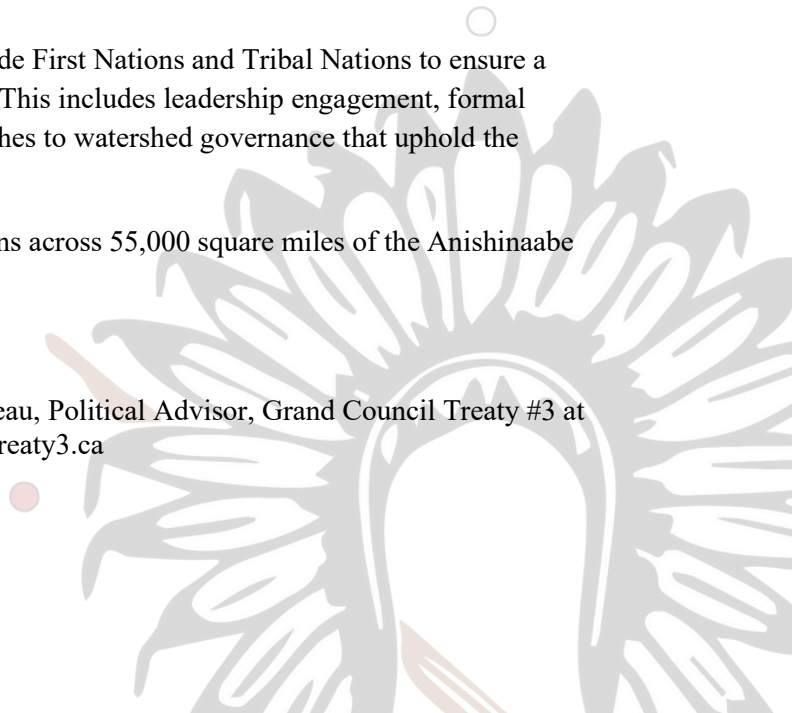 de First Nations and Tribal Nations to ensure a
This includes leadership engagement, formal
hes to watershed governance that uphold the
ns across 55,000 square miles of the Anishinaabe
eau, Political Advisor, Grand Council Treaty #3 at
reaty3.ca